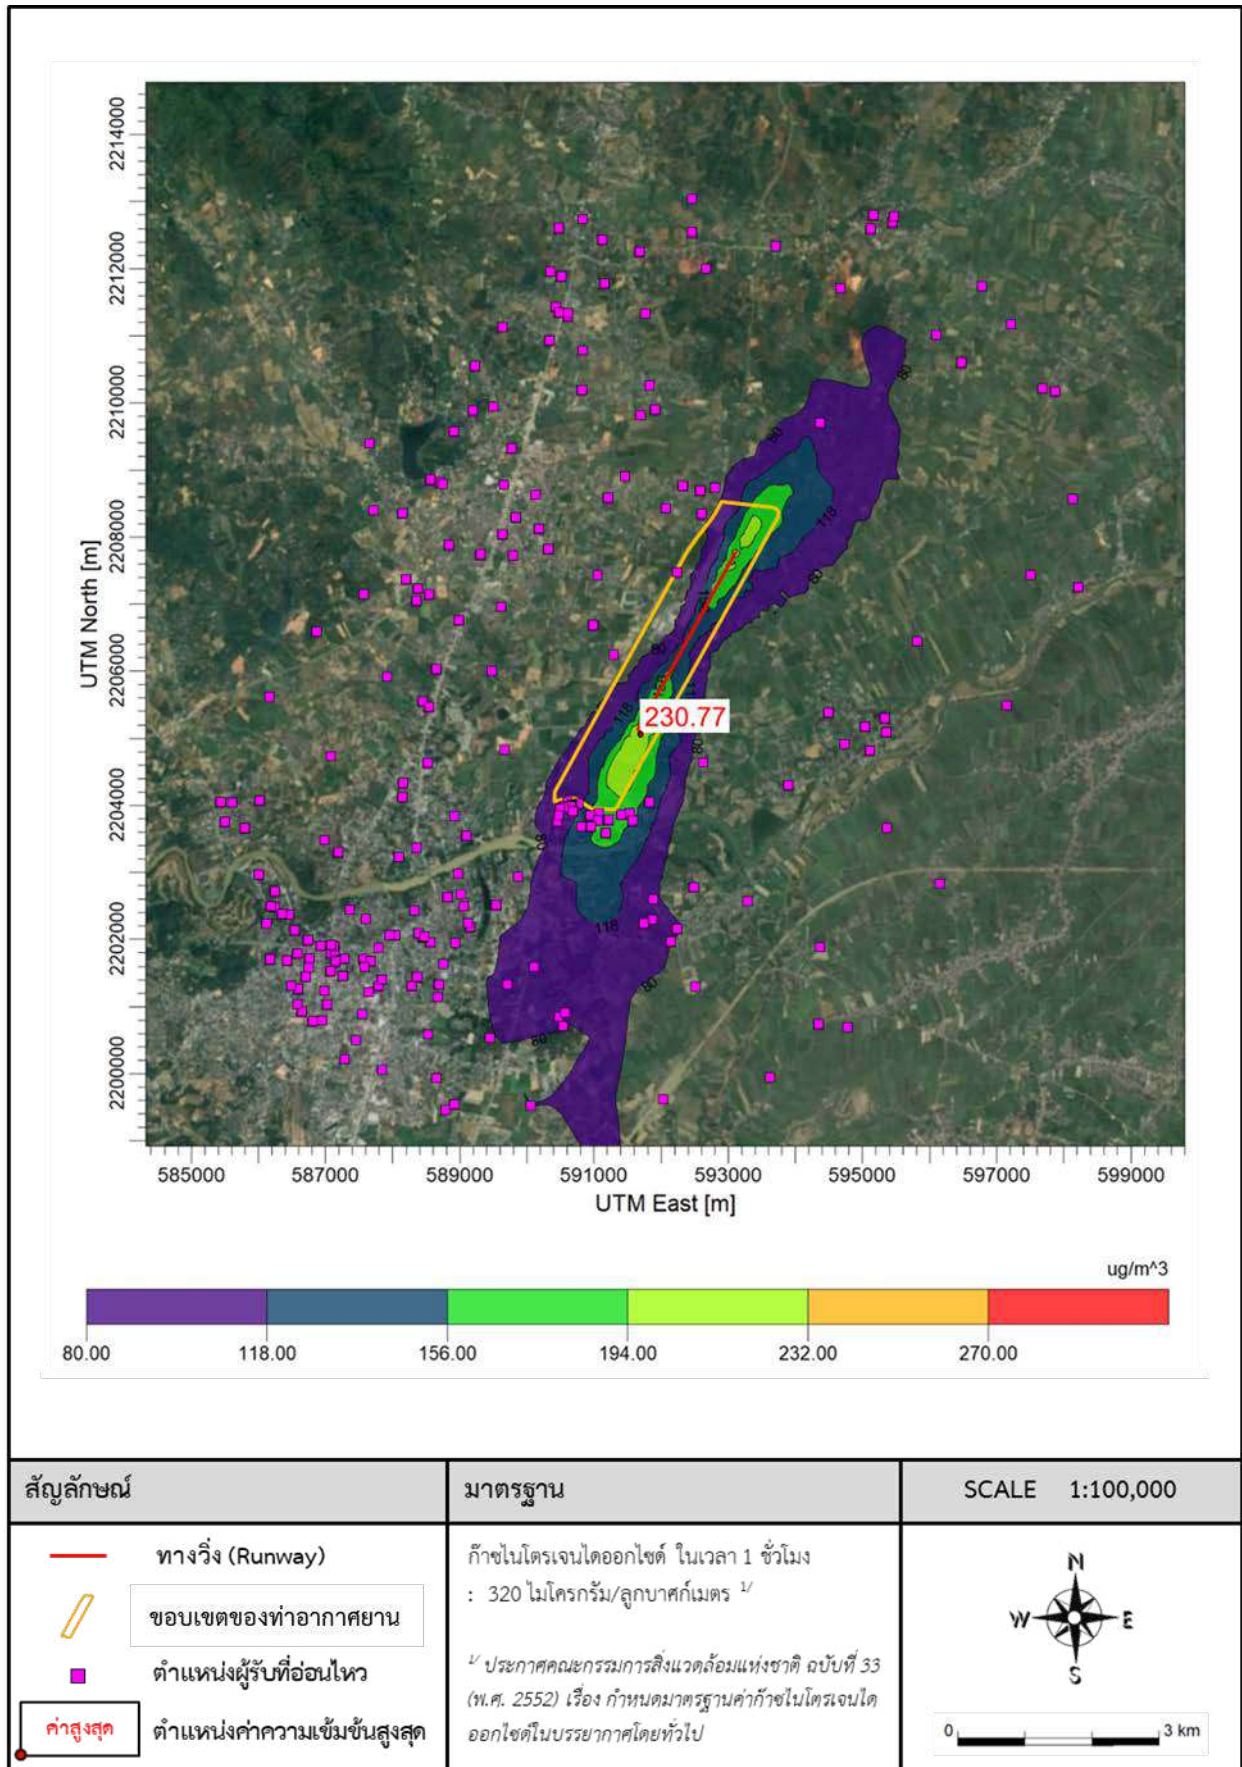 2214000
2212000
2210000
2208000
2206000
2204000
2202000
2200000
UTM North [m]
80
80
118
80
80
118
230.77
80
80
118
80
80
585000 587000 589000 591000 593000 595000 597000 599000
UTM East [m]
ug/m^3
80.00 118.00 156.00 194.00 232.00 270.00
สัญลักษณ์
ทางวิ่ง (Runway)
ขอบเขตของท่าอากาศยาน
ตำแหน่งผู้รับที่อ่อนไหว
ค่าสูงสุด ตำแหน่งค่าความเข้มข้นสูงสุด
มาตรฐาน
ก๊าซไนโตรเจนไดออกไซด์ ในเวลา 1 ชั่วโมง
: 320 ไมโครกรัม/ลูกบาศก์เมตร 1/
1/ ประกาศคณะกรรมการสิ่งแวดล้อมแห่งชาติ ฉบับที่ 33
(พ.ศ. 2552) เรื่อง กำหนดมาตรฐานค่าก๊าซไนโตรเจนได
ออกไซด์ในบรรยากาศโดยทั่วไป
SCALE 1:100,000
N
W E
S
0 3 km